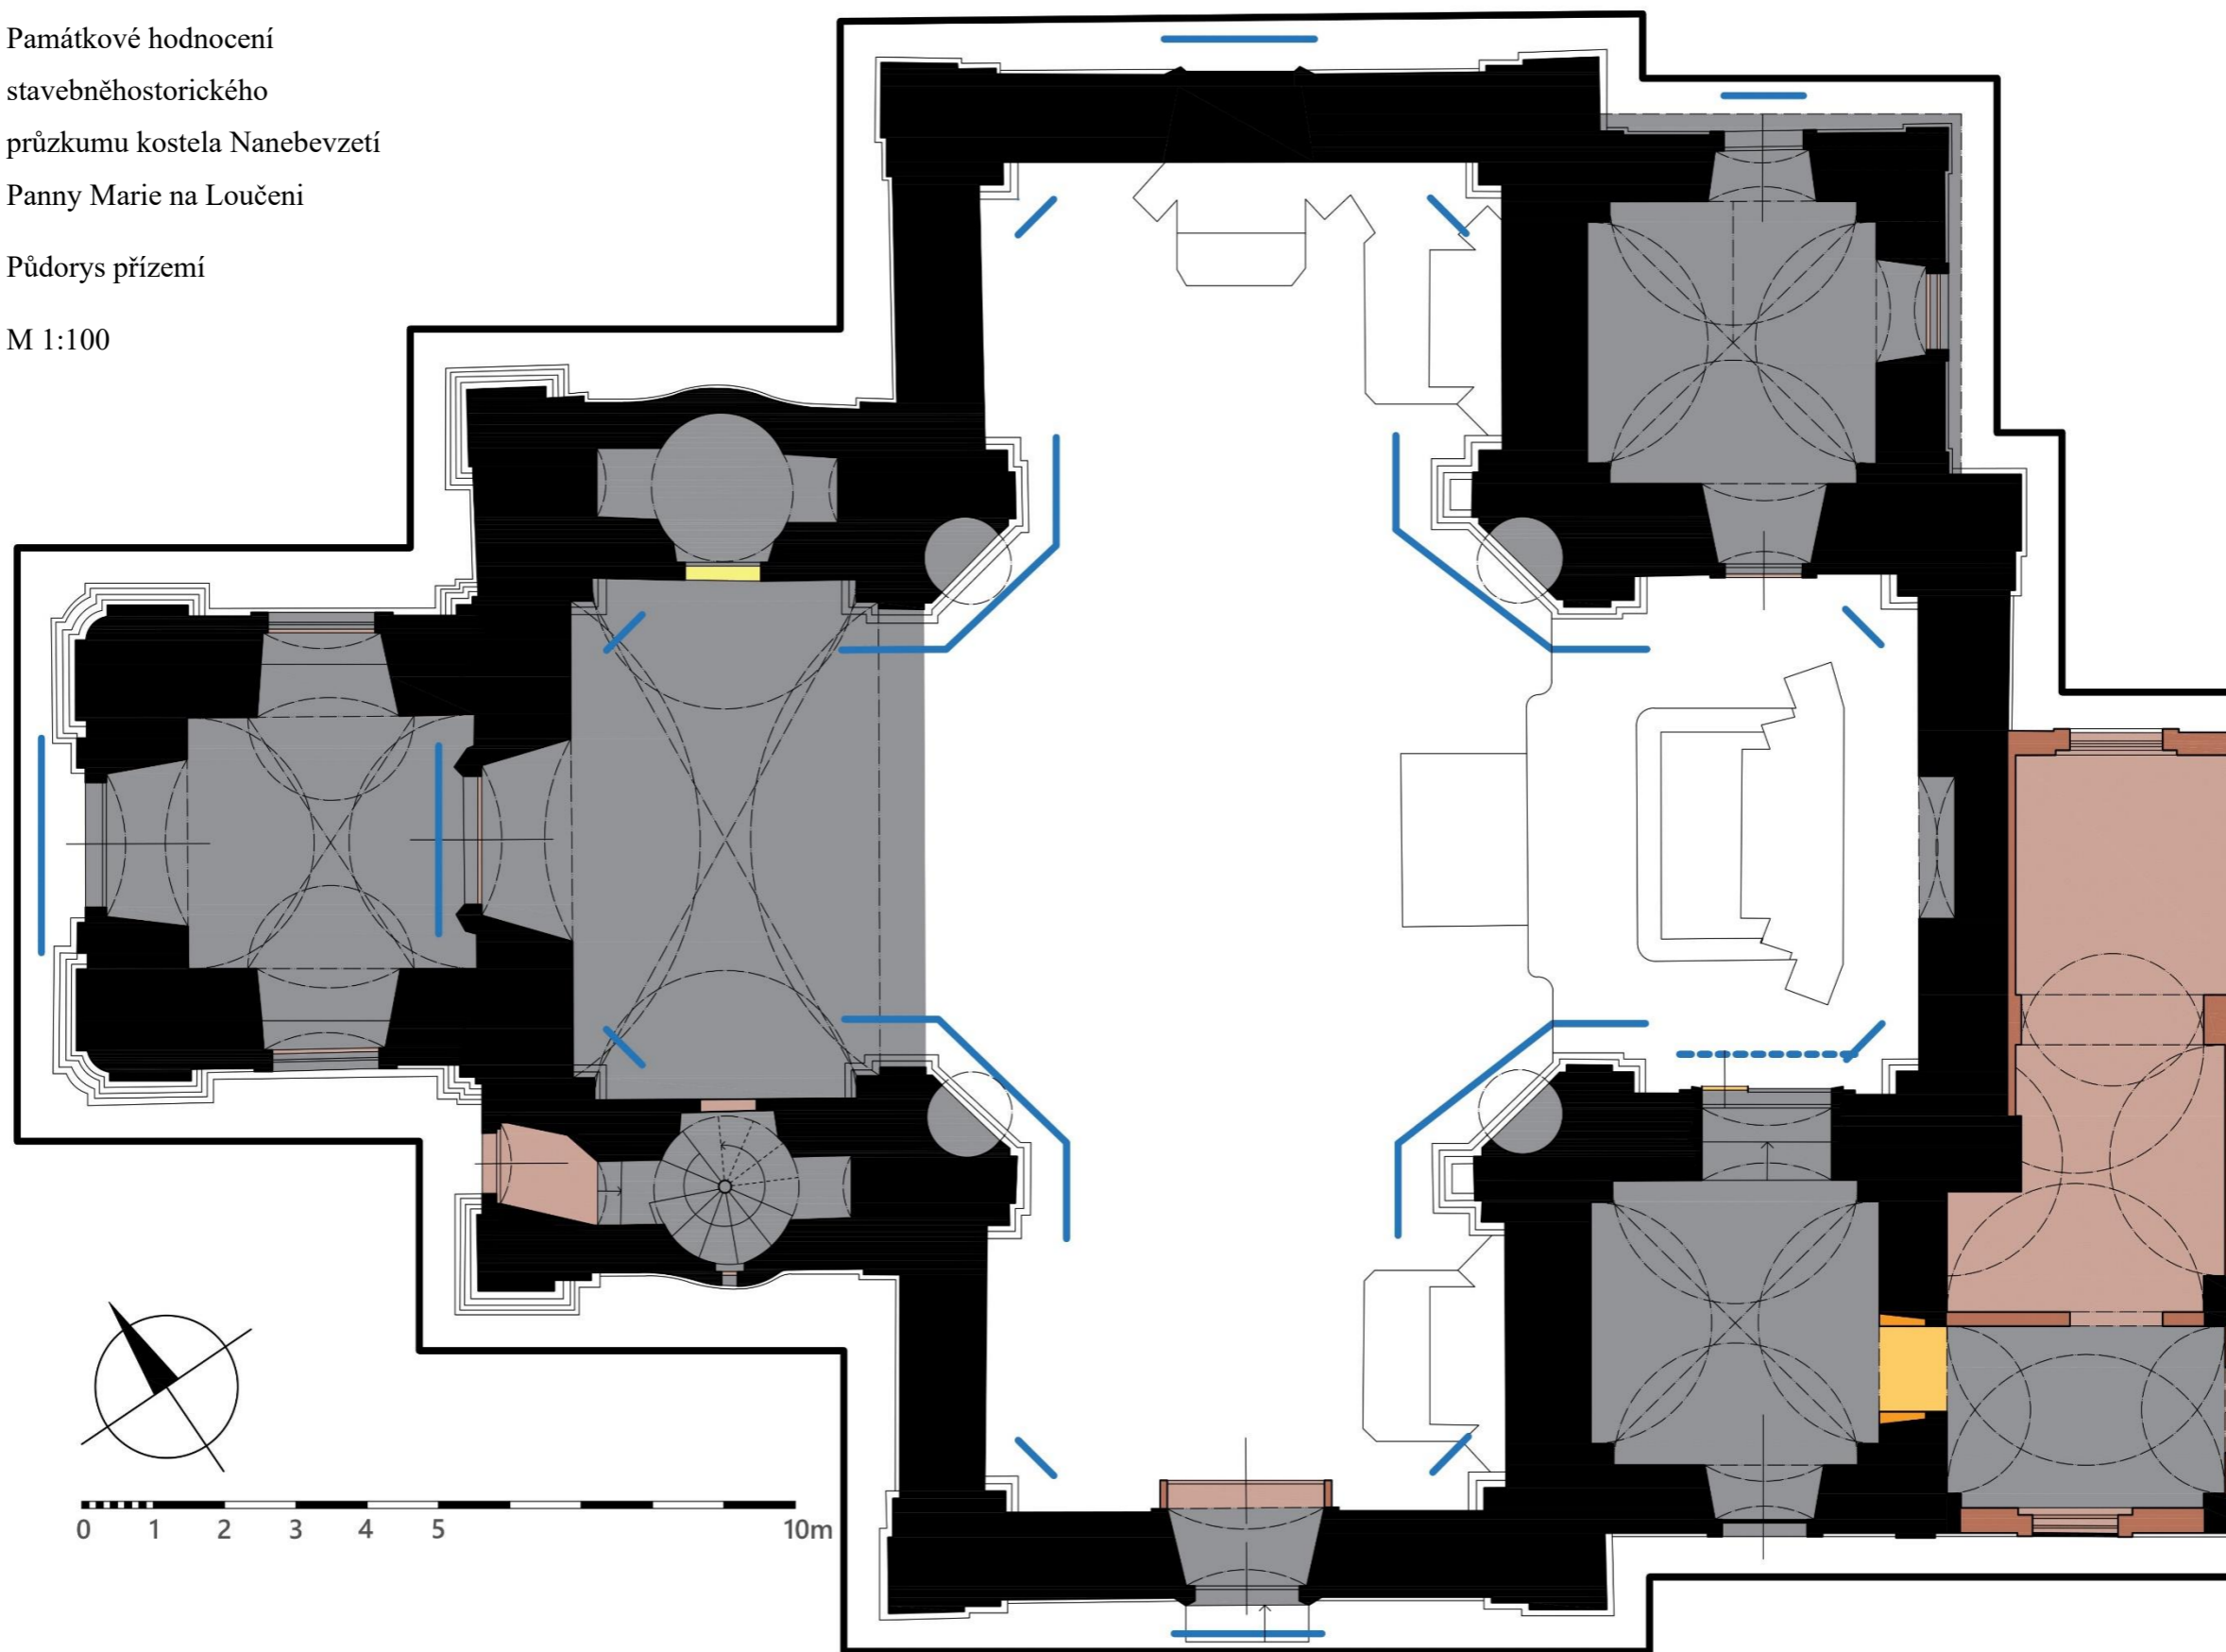 Památkové hodnocení
stavebněhostorického
průzkumu kostela Nanebevzetí
Panny Marie na Loučeni
Půdorys přízemí
M 1:100
0 1 2 3 4 5 10m